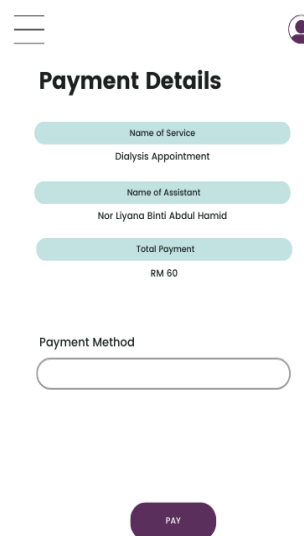 Payment Details
Name of Service
Dialysis Appointment
Name of Assistant
Nor Liyana Binti Abdul Hamid
Total Payment
RM 60
Payment Method
PAY